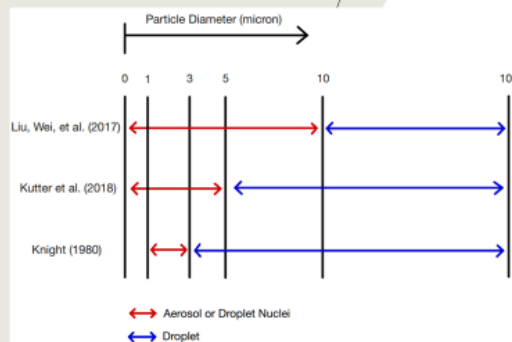 Particle Diameter (micron)
0 1 3 5 10 10
Liu, Wei, et al. (2017)
Kutter et al. (2018)
Knight (1980)
Aerosol or Droplet Nuclei
Droplet